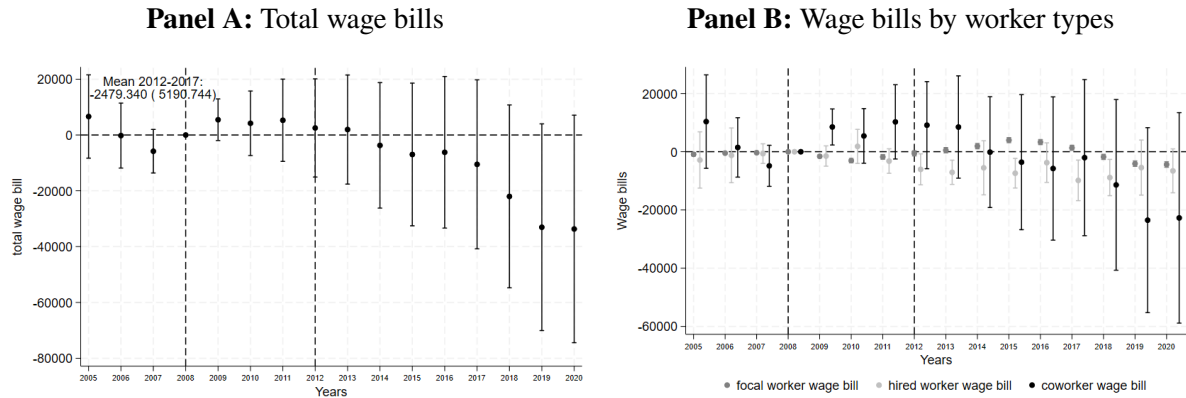 Panel A: Total wage bills
Panel B: Wage bills by worker types
Mean 2012-2017:
-2479.340 ( 5190.744)
20000
0
-20000
-40000
-60000
-80000
total wage bill
2005 2006 2007 2008 2009 2010 2011 2012 2013 2014 2015 2016 2017 2018 2019 2020
Years
20000
0
-20000
-40000
-60000
Wage bills
2005 2006 2007 2008 2009 2010 2011 2012 2013 2014 2015 2016 2017 2018 2019 2020
Years
focal worker wage bill hired worker wage bill coworker wage bill